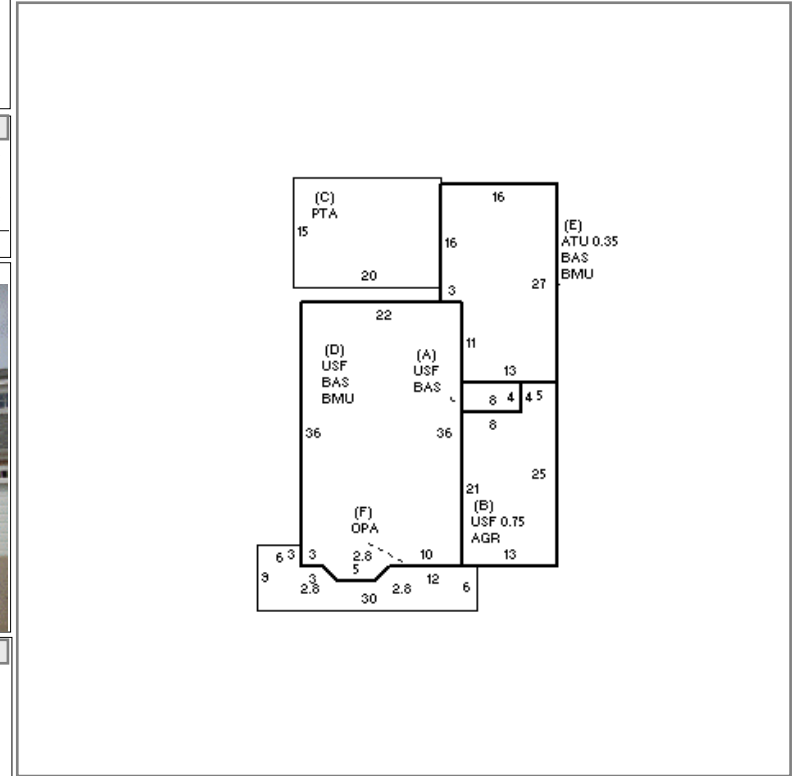 (C)
PTA
15
20
16
16
3
27
(E)
ATU 0.35
BAS
BMU
22
(D)
USF
BAS
BMU
(A)
USF
BAS
11
13
8 4 4 5
8
36
36
25
21
(B)
USF 0.75
AGR
13
(F)
OPA
6 3 3
2.8
5
10
9
3
2.8
30
2.8
12
6